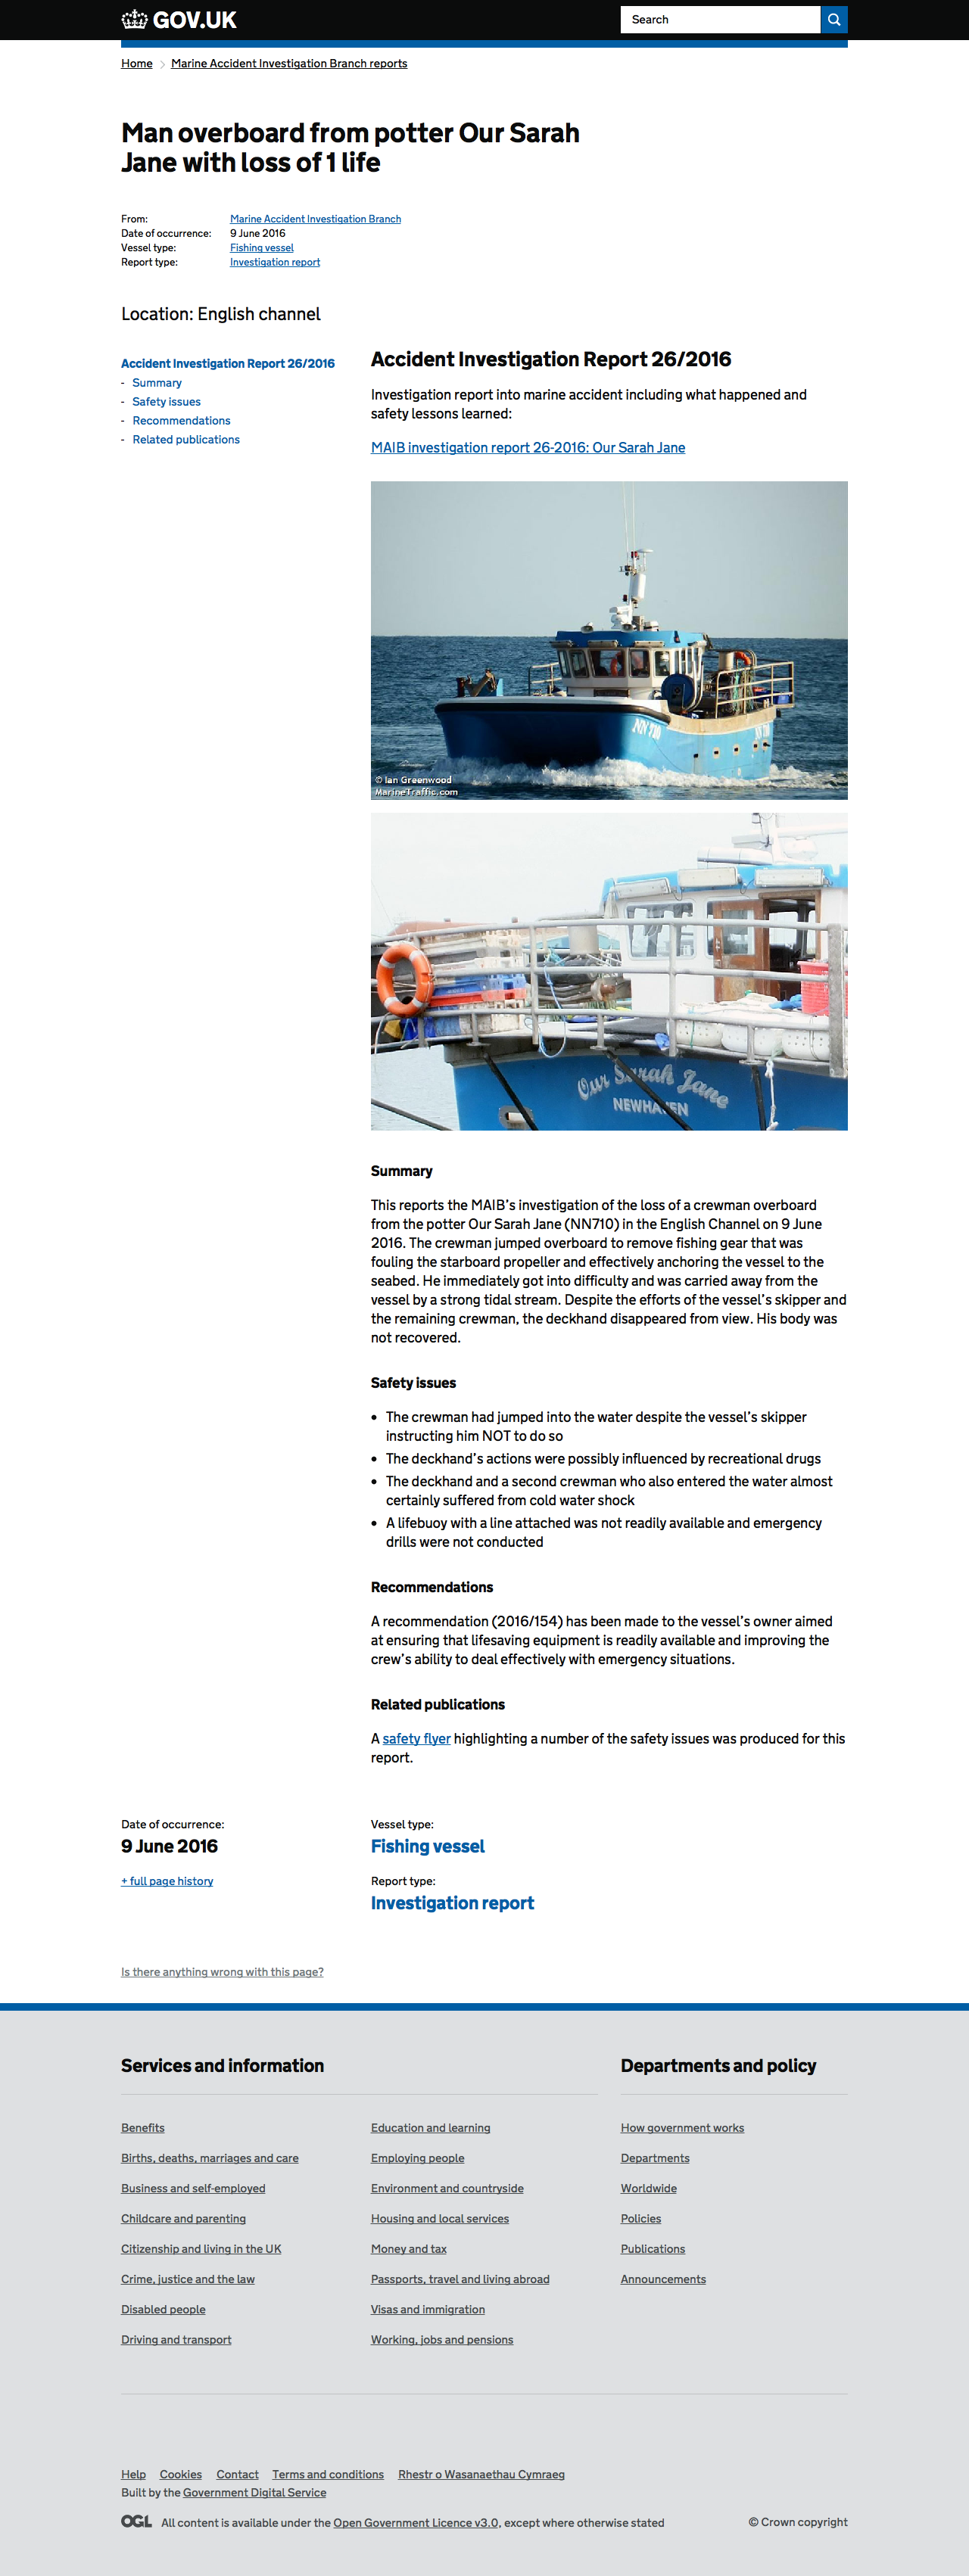 GOV.UK
Search
Home
Marine Accident Investigation Branch reports
Man overboard from potter Our Sarah
Jane with loss of 1 life
From: Marine Accident Investigation Branch
Date of occurrence: 9 June 2016
Vessel type: Fishing vessel
Report type: Investigation report
Location: English channel
Accident Investigation Report 26/2016
- Summary
- Safety issues
- Recommendations
- Related publications
Accident Investigation Report 26/2016
Investigation report into marine accident including what happened and
safety lessons learned:
MAIB investigation report 26-2016: Our Sarah Jane
NN 710
© Ian Greenwood
MarineTraffic.com
Our Sarah Jane
NEWHAVEN
Summary
This reports the MAIB’s investigation of the loss of a crewman overboard
from the potter Our Sarah Jane (NN710) in the English Channel on 9 June
2016. The crewman jumped overboard to remove fishing gear that was
fouling the starboard propeller and effectively anchoring the vessel to the
seabed. He immediately got into difficulty and was carried away from the
vessel by a strong tidal stream. Despite the efforts of the vessel’s skipper and
the remaining crewman, the deckhand disappeared from view. His body was
not recovered.
Safety issues
• The crewman had jumped into the water despite the vessel’s skipper
instructing him NOT to do so
• The deckhand’s actions were possibly influenced by recreational drugs
• The deckhand and a second crewman who also entered the water almost
certainly suffered from cold water shock
• A lifebuoy with a line attached was not readily available and emergency
drills were not conducted
Recommendations
A recommendation (2016/154) has been made to the vessel’s owner aimed
at ensuring that lifesaving equipment is readily available and improving the
crew’s ability to deal effectively with emergency situations.
Related publications
A safety flyer highlighting a number of the safety issues was produced for this
report.
Date of occurrence:
9 June 2016
+ full page history
Vessel type:
Fishing vessel
Report type:
Investigation report
Is there anything wrong with this page?
Services and information
Benefits
Births, deaths, marriages and care
Business and self-employed
Childcare and parenting
Citizenship and living in the UK
Crime, justice and the law
Disabled people
Driving and transport
Education and learning
Employing people
Environment and countryside
Housing and local services
Money and tax
Passports, travel and living abroad
Visas and immigration
Working, jobs and pensions
Departments and policy
How government works
Departments
Worldwide
Policies
Publications
Announcements
Help Cookies Contact Terms and conditions Rhestr o Wasanaethau Cymraeg
Built by the Government Digital Service
OGL All content is available under the Open Government Licence v3.0, except where otherwise stated
© Crown copyright